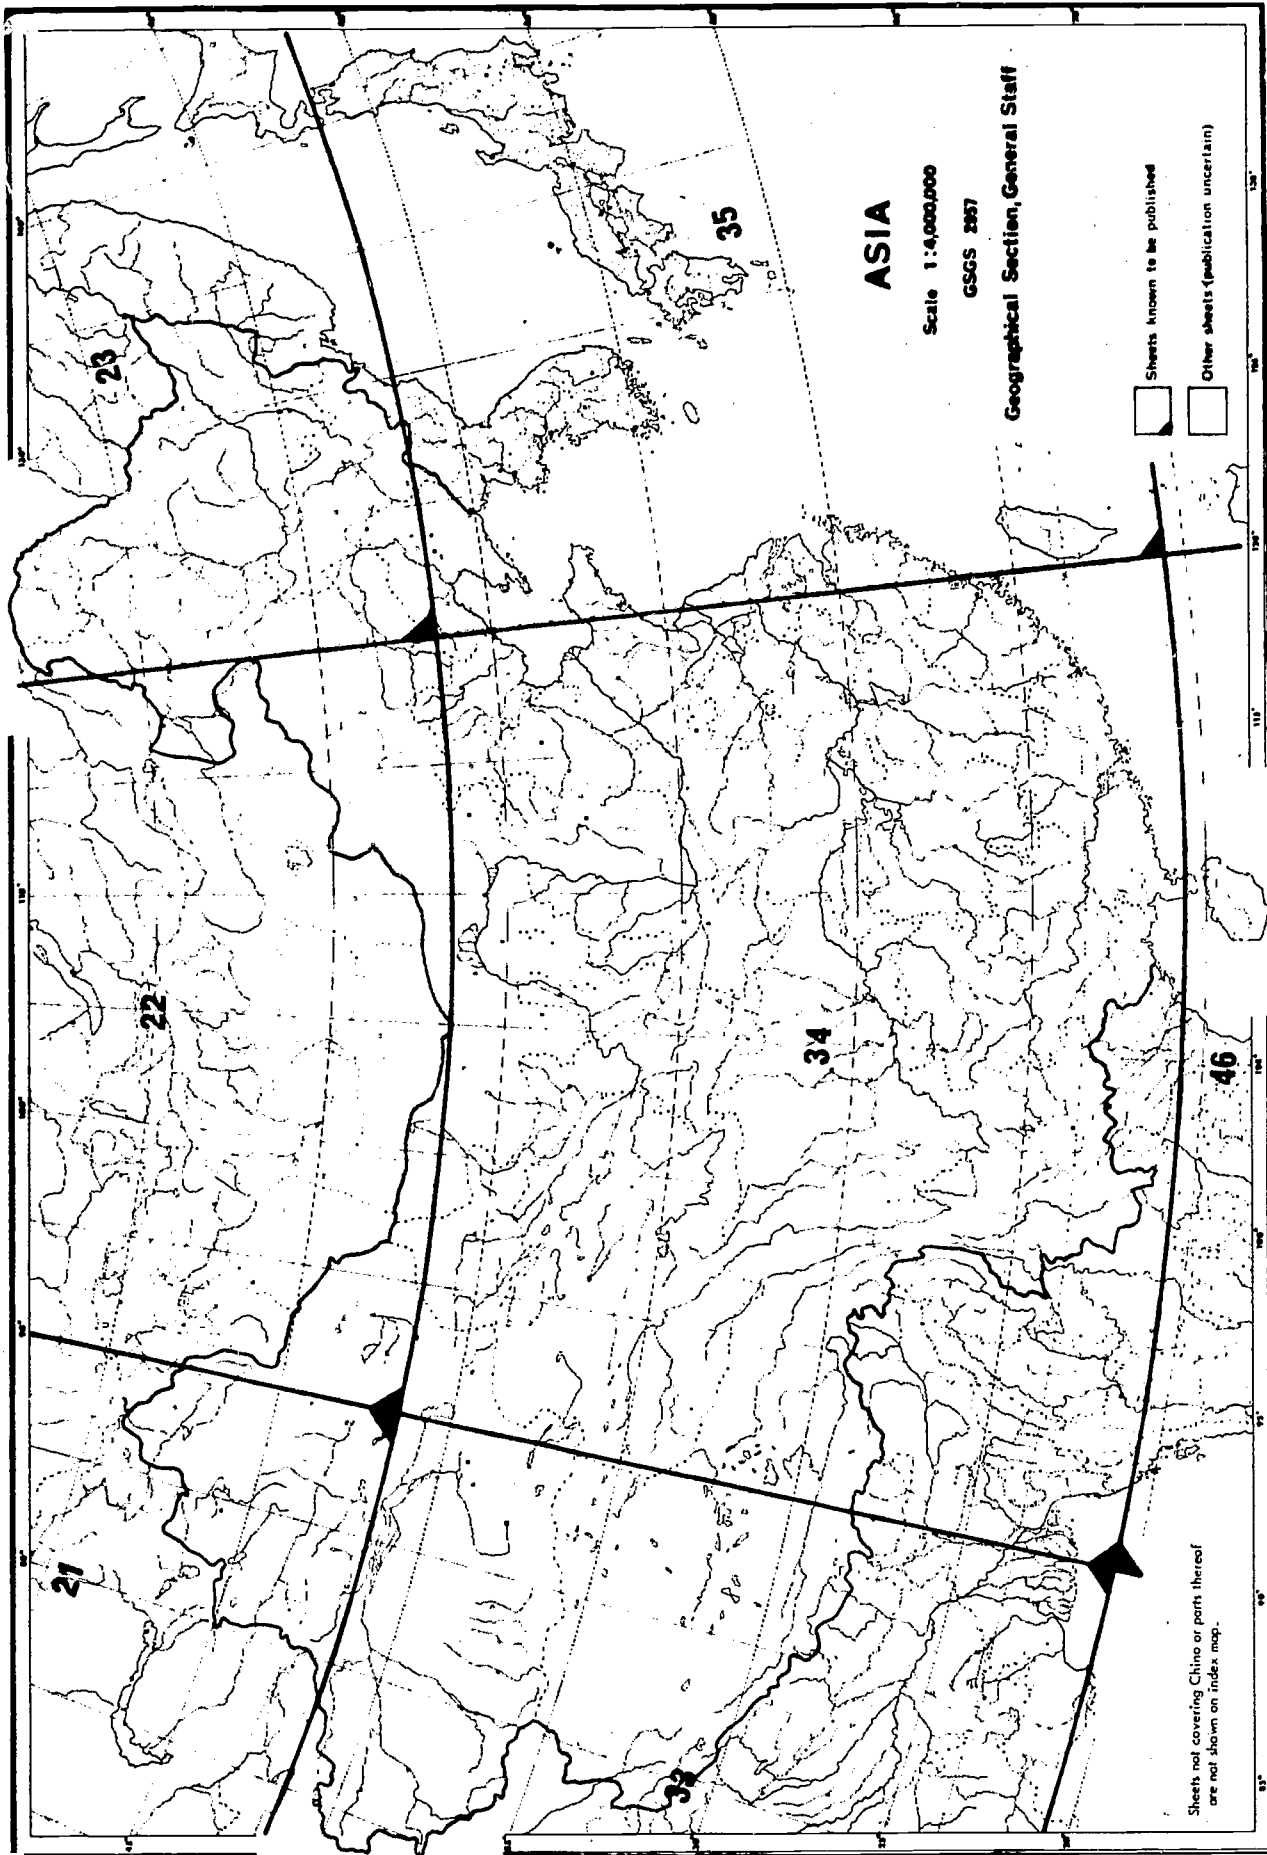 ASIA
Scale 1:4,000,000
GSGS 2957
Geographical Section, General Staff
Sheets known to be published
Other sheets (publication uncertain)
21
22
23
33
34
35
46
Sheets not covering China or parts thereof
are not shown on index map.